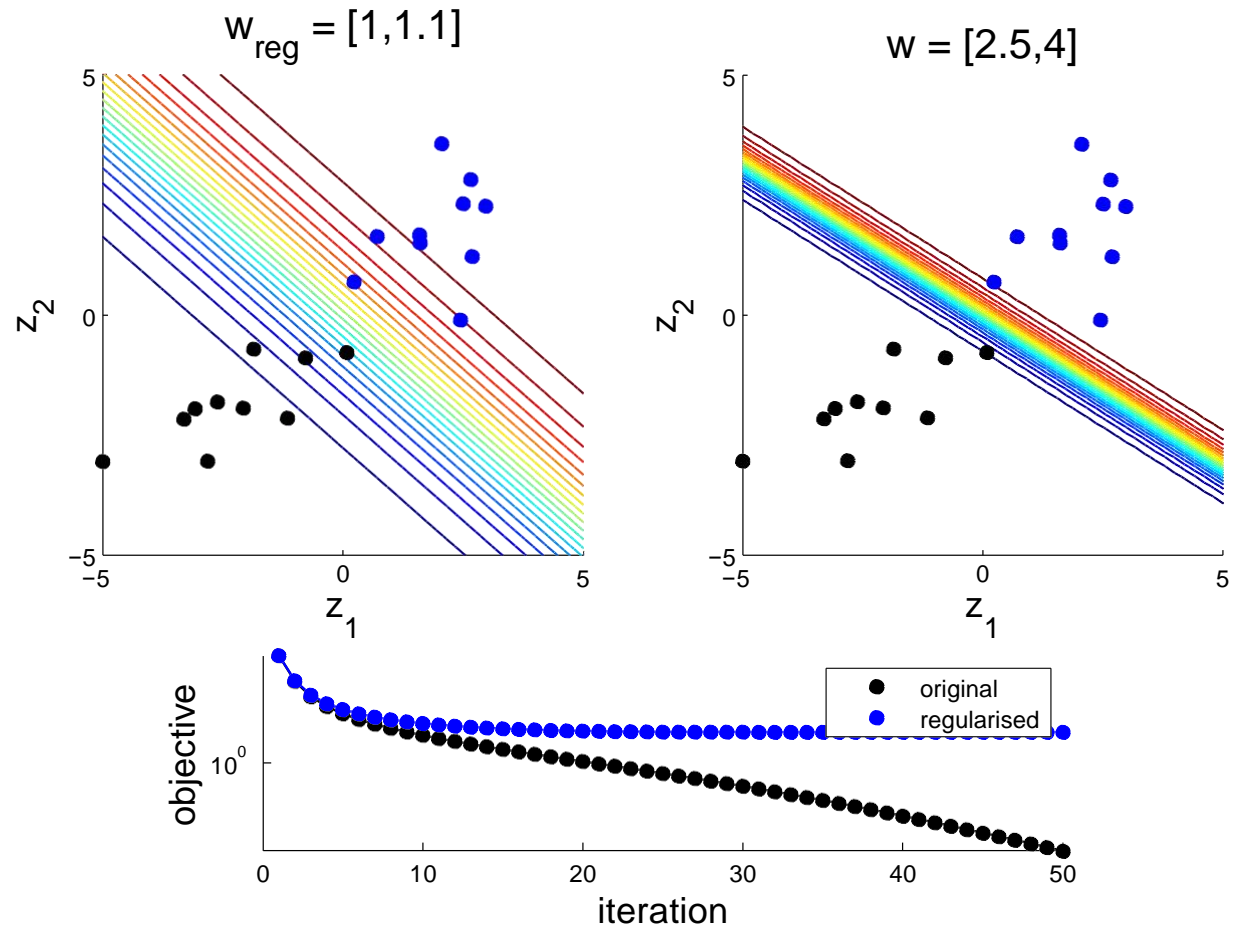 w_reg = [1,1.1]
w = [2.5,4]
5
0
−5
z_2
−5
0
5
z_1
5
0
−5
z_2
−5
0
5
z_1
objective
10^0
original
regularised
0
10
20
30
40
50
iteration